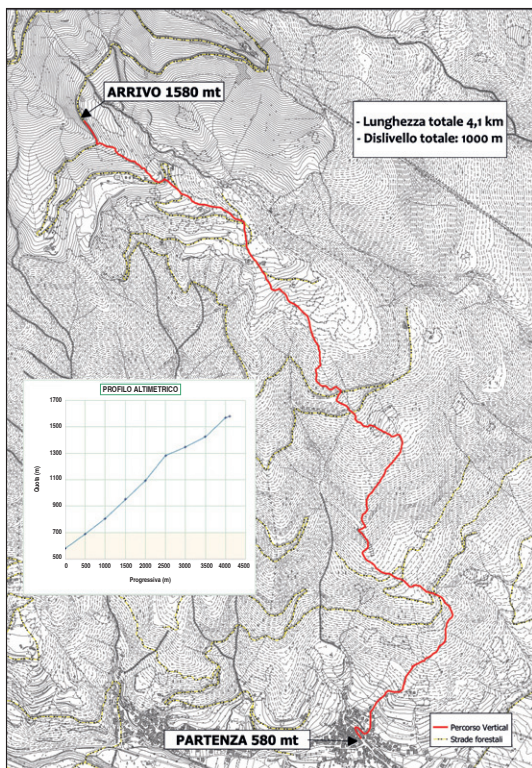 ARRIVO 1580 mt
- Lunghezza totale 4,1 km
- Dislivello totale: 1000 m
PROFILO ALTIMETRICO
1700
1500
1300
1100
900
700
500
Quota (m)
0 500 1000 1500 2000 2500 3000 3500 4000 4500
Progressiva (m)
Percorso Vertical
Strade forestali
PARTENZA 580 mt